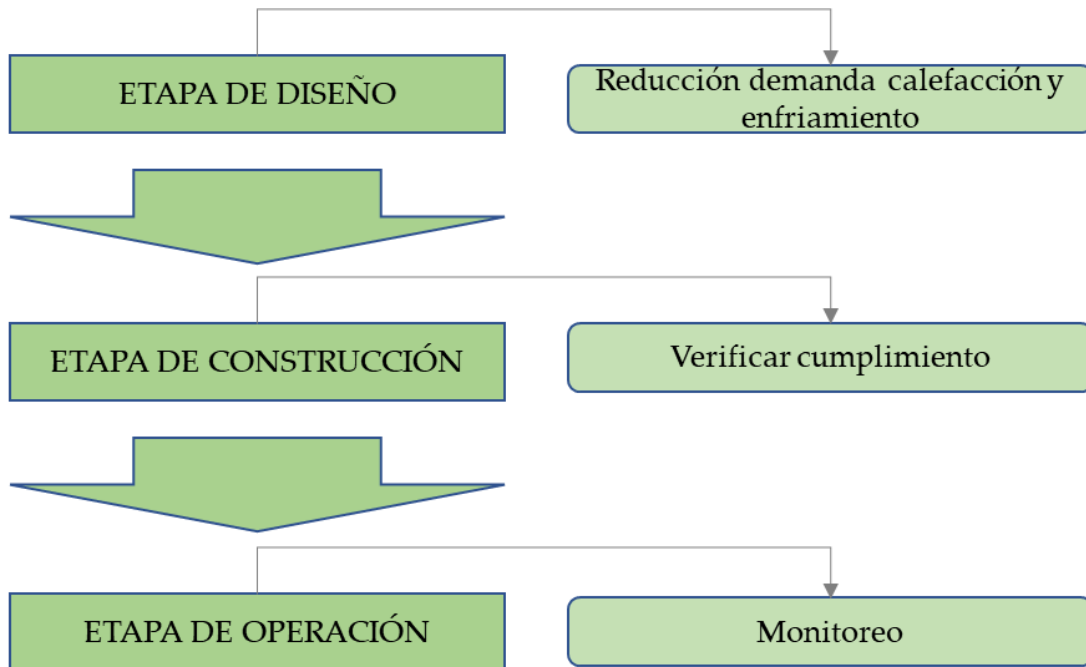 ETAPA DE DISEÑO
Reducción demanda calefacción y
enfriamiento
ETAPA DE CONSTRUCCIÓN
Verificar cumplimiento
ETAPA DE OPERACIÓN
Monitoreo